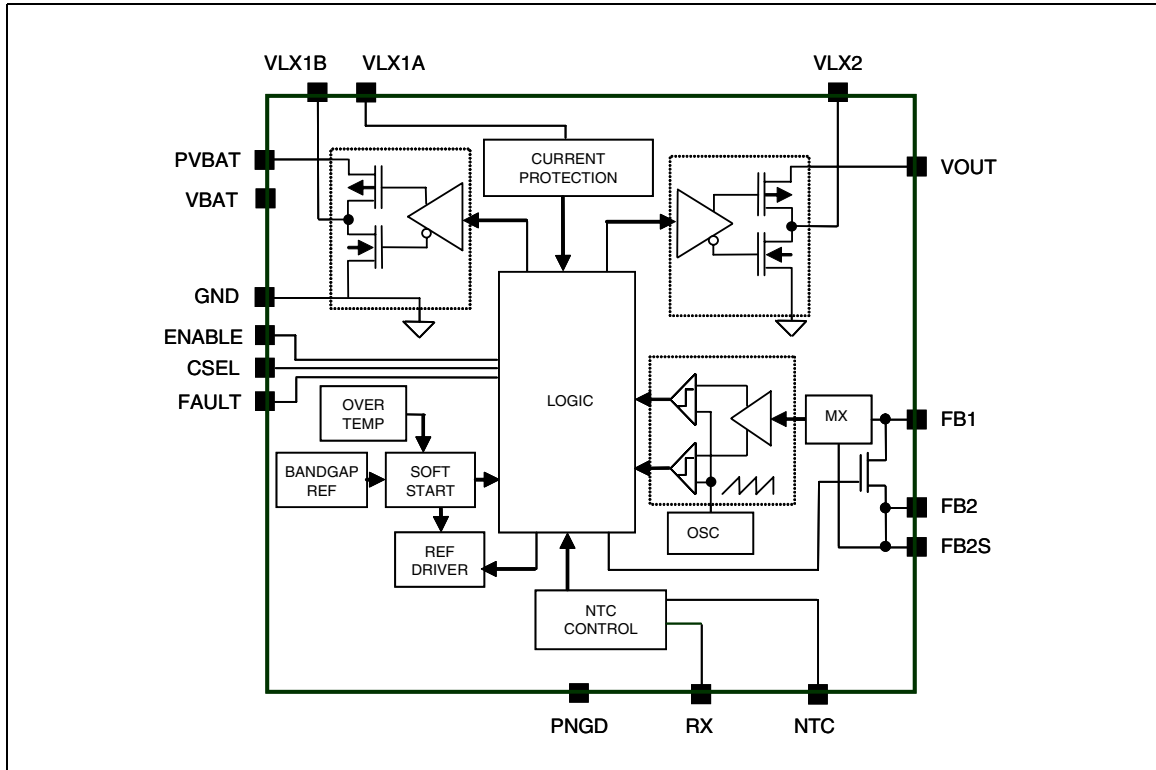 VLX1B
VLX1A
VLX2
PVBAT
CURRENT
PROTECTION
VOUT
VBAT
GND
ENABLE
CSEL
FAULT
OVER
TEMP
LOGIC
MX
FB1
BANDGAP
REF
SOFT
START
FB2
OSC
FB2S
REF
DRIVER
NTC
CONTROL
PNGD
RX
NTC